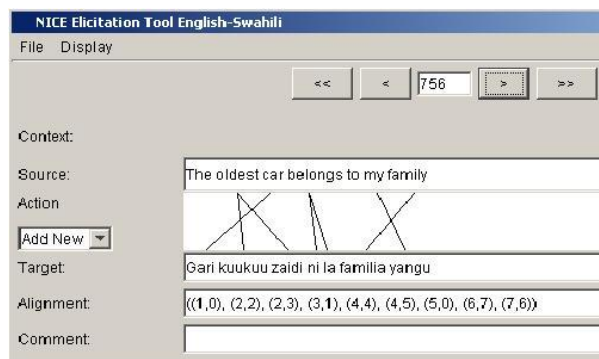 NICE Elicitation Tool English-Swahili
File Display
<< < 756 > >>
Context:
Source: The oldest car belongs to my family
Action
Add New
Target: Gari kuukuu zaidi ni la familia yangu
Alignment: ((1,0), (2,2), (2,3), (3,1), (4,4), (4,5), (5,0), (6,7), (7,6))
Comment: